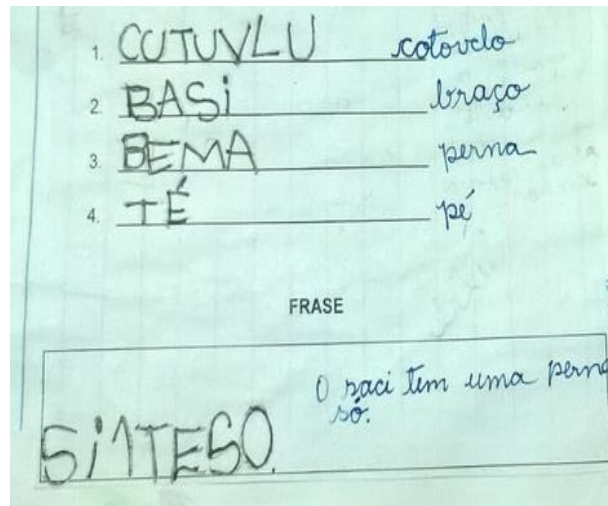 1. CUTUVLU cotovelo
2 BASi braço
3. BEMA perna
4. TÉ pé
FRASE
O saci tem uma perna
só.
Si1TESO.